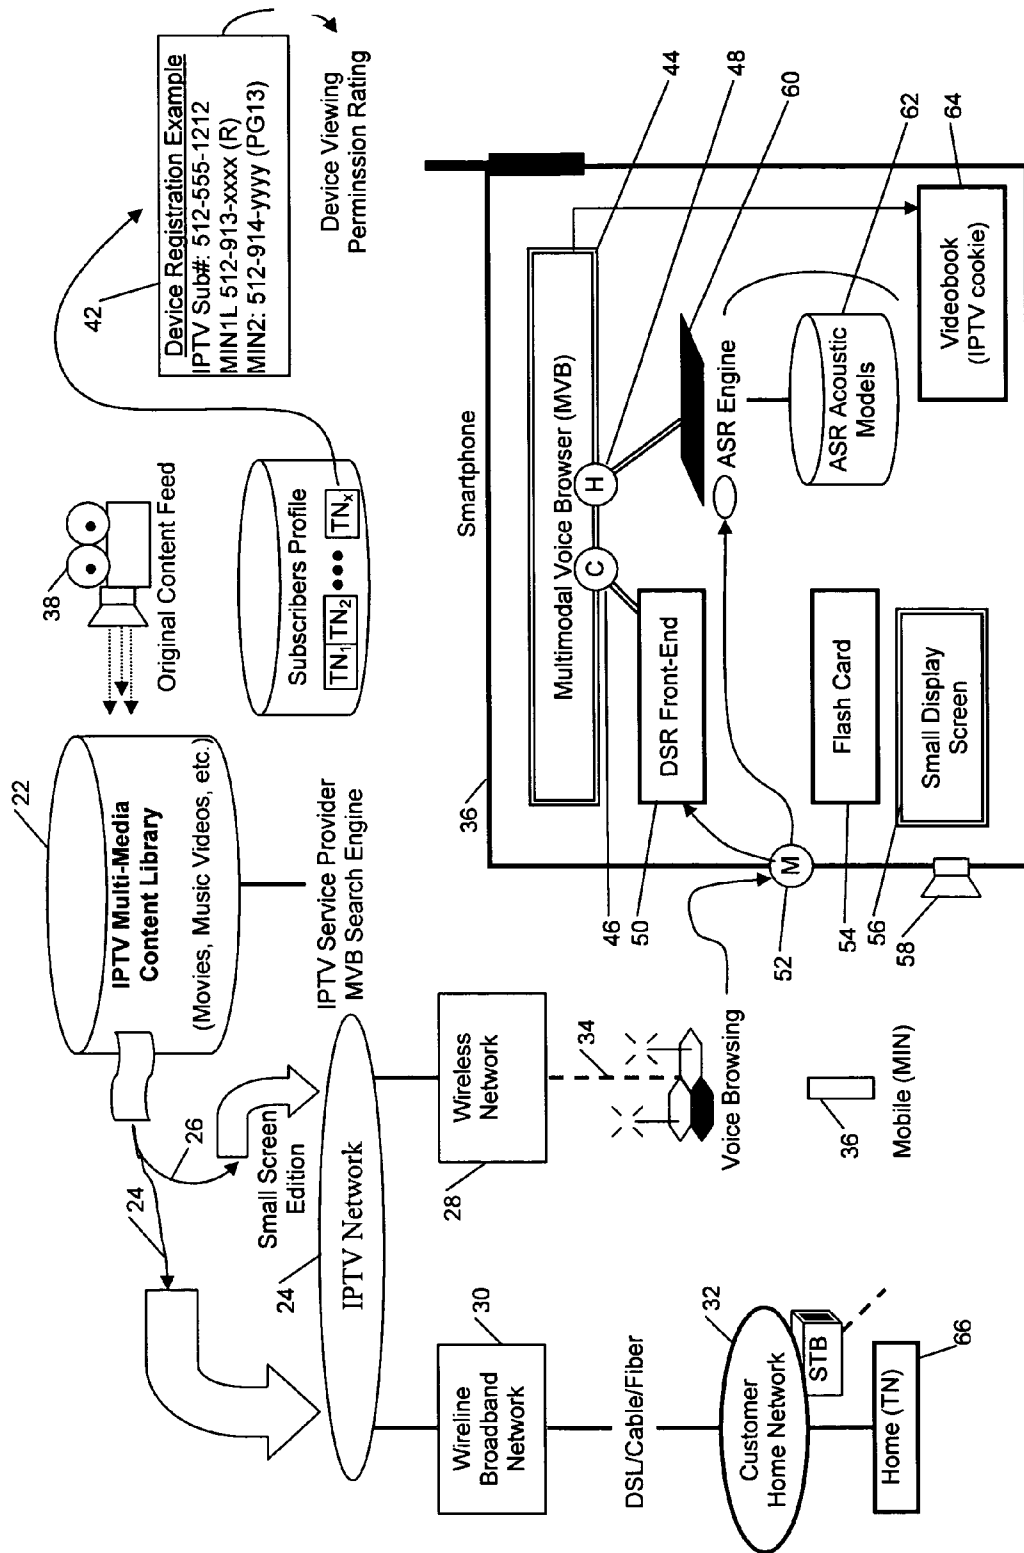 22
IPTV Multi-Media
Content Library
(Movies, Music Videos, etc.)
38
Original Content Feed
Subscribers Profile
TN1 TN2 ●●● TNx
42
Device Registration Example
IPTV Sub#: 512-555-1212
MIN1L 512-913-xxxx (R)
MIN2: 512-914-yyyy (PG13)
Device Viewing
Perminssion Rating
24
26
Small Screen
Edition
24
IPTV Network
IPTV Service Provider
MVB Search Engine
30
Wireline
Broadband
Network
DSL/Cable/Fiber
32
Customer
Home Network
STB
Home (TN)
66
28
Wireless
Network
34
Voice Browsing
36
Mobile (MIN)
Smartphone
36
Multimodal Voice Browser (MVB)
44
C
H
48
46
DSR Front-End
50
M
52
60
ASR Engine
62
ASR Acoustic
Models
Flash Card
54
56
Small Display
Screen
58
Videobook
(IPTV cookie)
64